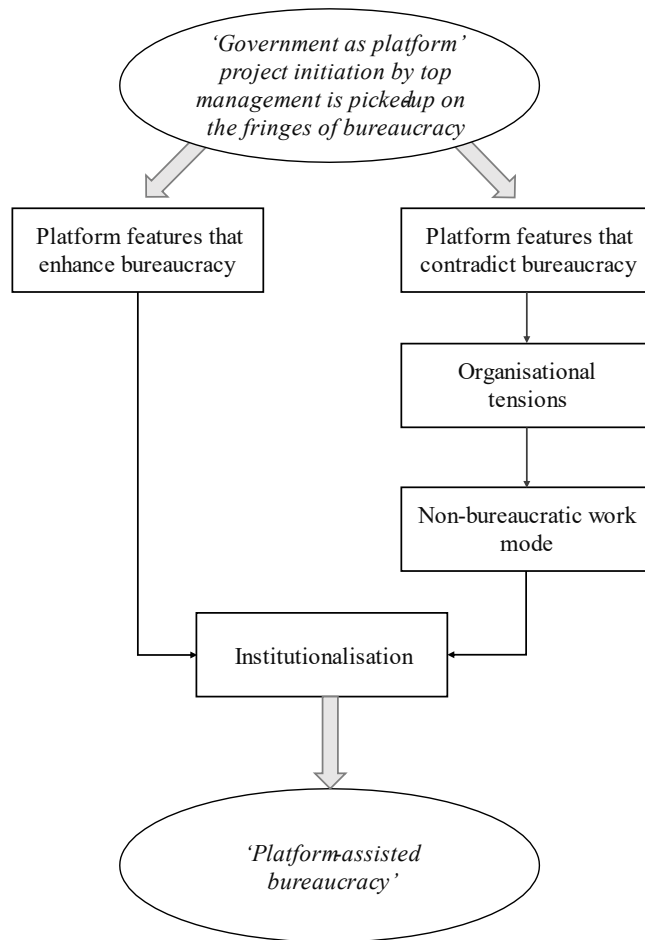 ‘Government as platform’
project initiation by top
management is picked-up on
the fringes of bureaucracy
Platform features that
enhance bureaucracy
Platform features that
contradict bureaucracy
Organisational
tensions
Non-bureaucratic work
mode
Institutionalisation
‘Platform-assisted
bureaucracy’